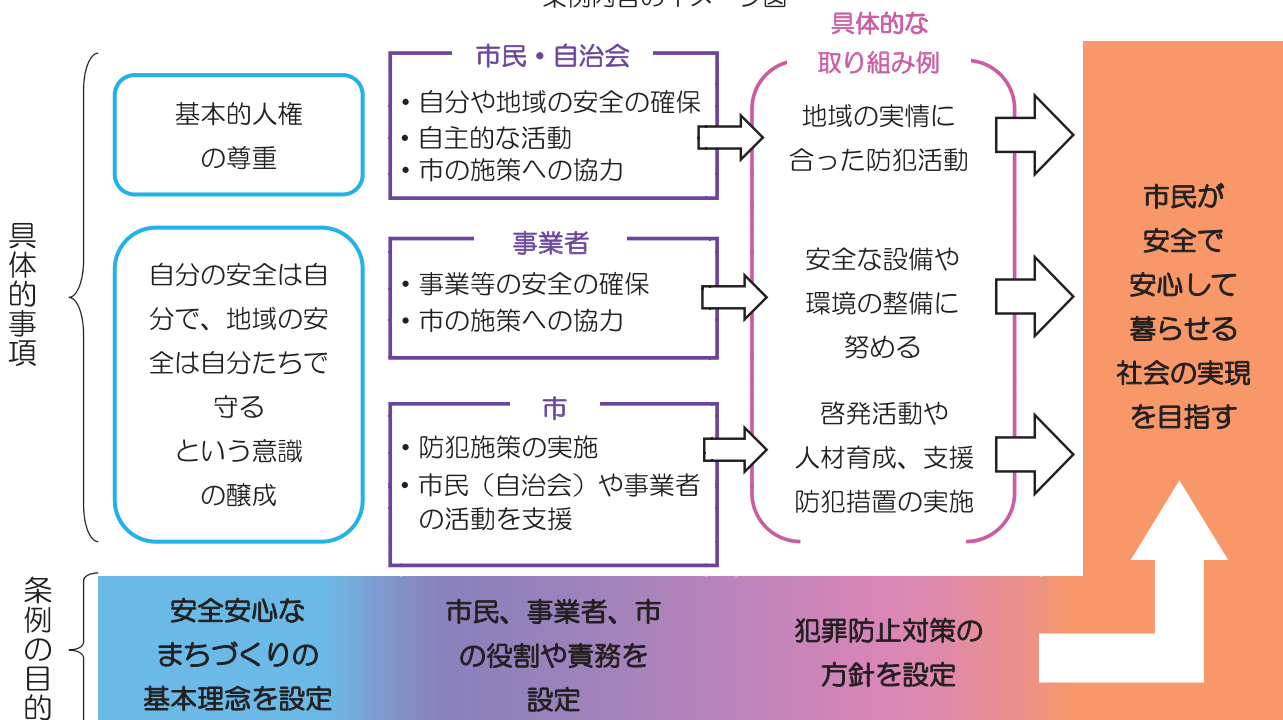 条例内容のイメージ図
具体的事項
基本的人権
の尊重
自分の安全は自
分で、地域の安
全は自分たちで
守る
という意識
の醸成
市民・自治会
・自分や地域の安全の確保
・自主的な活動
・市の施策への協力
事業者
・事業等の安全の確保
・市の施策への協力
市
・防犯施策の実施
・市民（自治会）や事業者
の活動を支援
具体的な
取り組み例
地域の実情に
合った防犯活動
安全な設備や
環境の整備に
努める
啓発活動や
人材育成、支援
防犯措置の実施
市民が
安全で
安心して
暮らせる
社会の実現
を目指す
条例の目的
安全安心な
まちづくりの
基本理念を設定
市民、事業者、市
の役割や責務を
設定
犯罪防止対策の
方針を設定